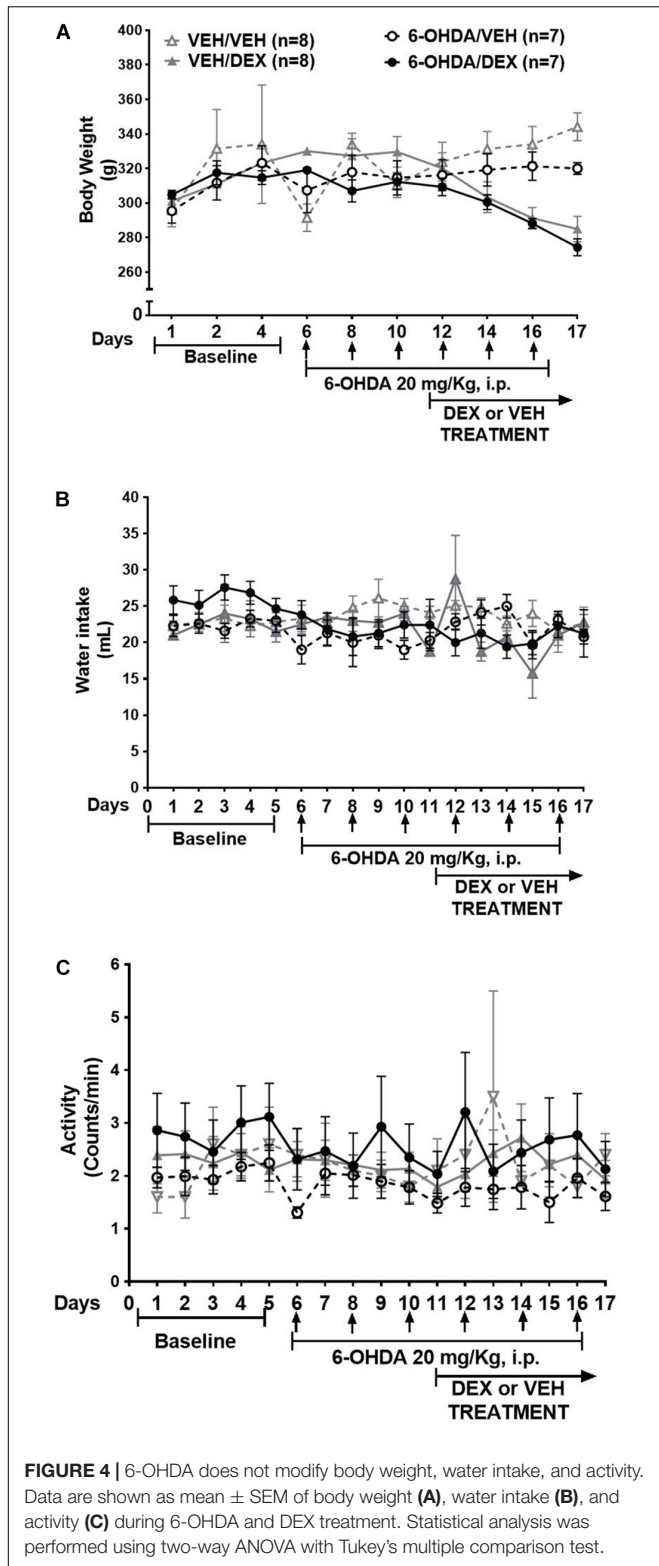 A
VEH/VEH (n=8)
6-OHDA/VEH (n=7)
VEH/DEX (n=8)
6-OHDA/DEX (n=7)
400
380
360
340
320
300
280
260
0
Body Weight
(g)
1 2 4 6 8 10 12 14 16 17
Days
Baseline
6-OHDA 20 mg/Kg, i.p.
DEX or VEH
TREATMENT
B
40
35
30
25
20
15
10
5
0
Water intake
(mL)
Days 0 1 2 3 4 5 6 7 8 9 10 11 12 13 14 15 16 17
Baseline
6-OHDA 20 mg/Kg, i.p.
DEX or VEH
TREATMENT
C
6
5
4
3
2
1
0
Activity
(Counts/min)
Days 0 1 2 3 4 5 6 7 8 9 10 11 12 13 14 15 16 17
Baseline
6-OHDA 20 mg/Kg, i.p.
DEX or VEH
TREATMENT
FIGURE 4 | 6-OHDA does not modify body weight, water intake, and activity.
Data are shown as mean ± SEM of body weight (A), water intake (B), and
activity (C) during 6-OHDA and DEX treatment. Statistical analysis was
performed using two-way ANOVA with Tukey's multiple comparison test.